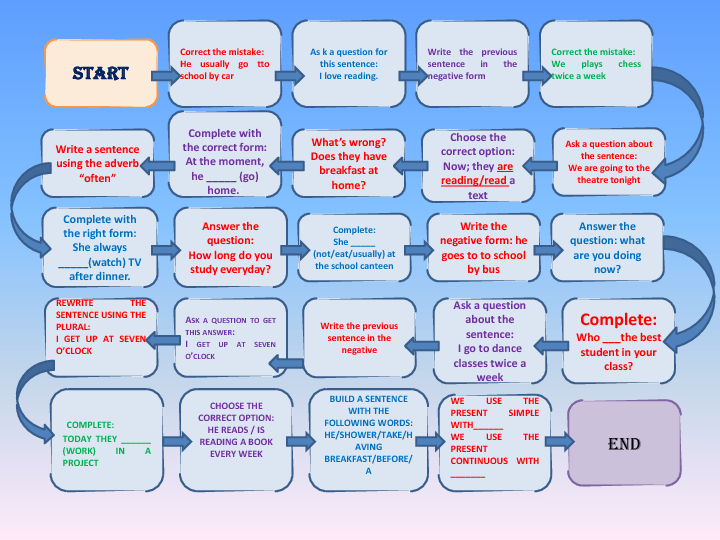 START
Correct the mistake:
He usually go tto
school by car
As k a question for
this sentence:
I love reading.
Write the previous
sentence in the
negative form
Correct the mistake:
We plays chess
twice a week
Write a sentence
using the adverb
“often”
Complete with
the correct form:
At the moment,
he _____ (go)
home.
What’s wrong?
Does they have
breakfast at
home?
Choose the
correct option:
Now; they are
reading/read a
text
Ask a question about
the sentence:
We are going to the
theatre tonight
Complete with
the right form:
She always
_____(watch) TV
after dinner.
Answer the
question:
How long do you
study everyday?
Complete:
She _____
(not/eat/usually) at
the school canteen
Write the
negative form: he
goes to to school
by bus
Answer the
question: what
are you doing
now?
REWRITE THE
SENTENCE USING THE
PLURAL:
I GET UP AT SEVEN
O’CLOCK
ASK A QUESTION TO GET
THIS ANSWER:
I GET UP AT SEVEN
O’CLOCK
Write the previous
sentence in the
negative
Ask a question
about the
sentence:
I go to dance
classes twice a
week
Complete:
Who ___the best
student in your
class?
COMPLETE:
TODAY THEY ______
(WORK) IN A
PROJECT
CHOOSE THE
CORRECT OPTION:
HE READS / IS
READING A BOOK
EVERY WEEK
BUILD A SENTENCE
WITH THE
FOLLOWING WORDS:
HE/SHOWER/TAKE/H
AVING
BREAKFAST/BEFORE/
A
WE USE THE
PRESENT SIMPLE
WITH______
WE USE THE
PRESENT
CONTINUOUS WITH
_______
END